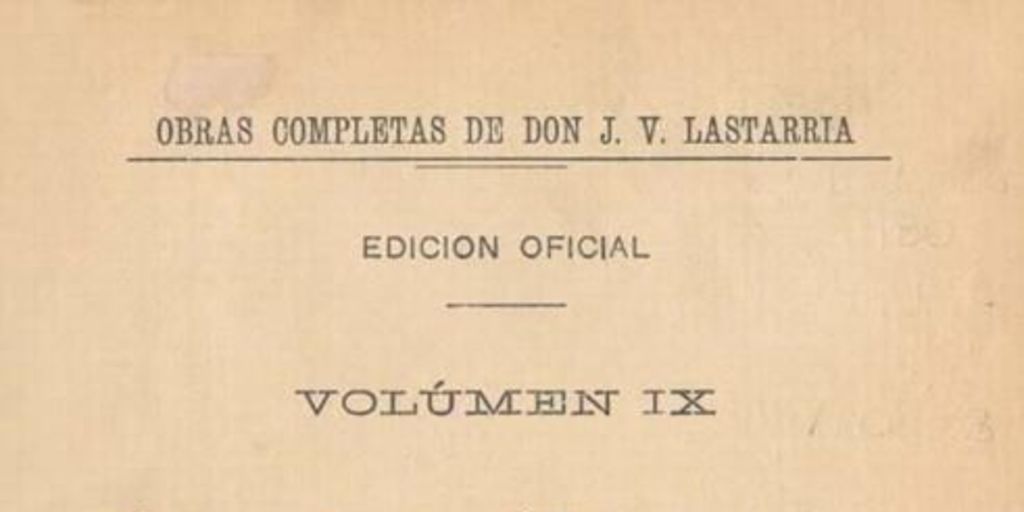 OBRAS COMPLETAS DE DON J. V. LASTARRIA
EDICION OFICIAL
VOLÚMEN IX